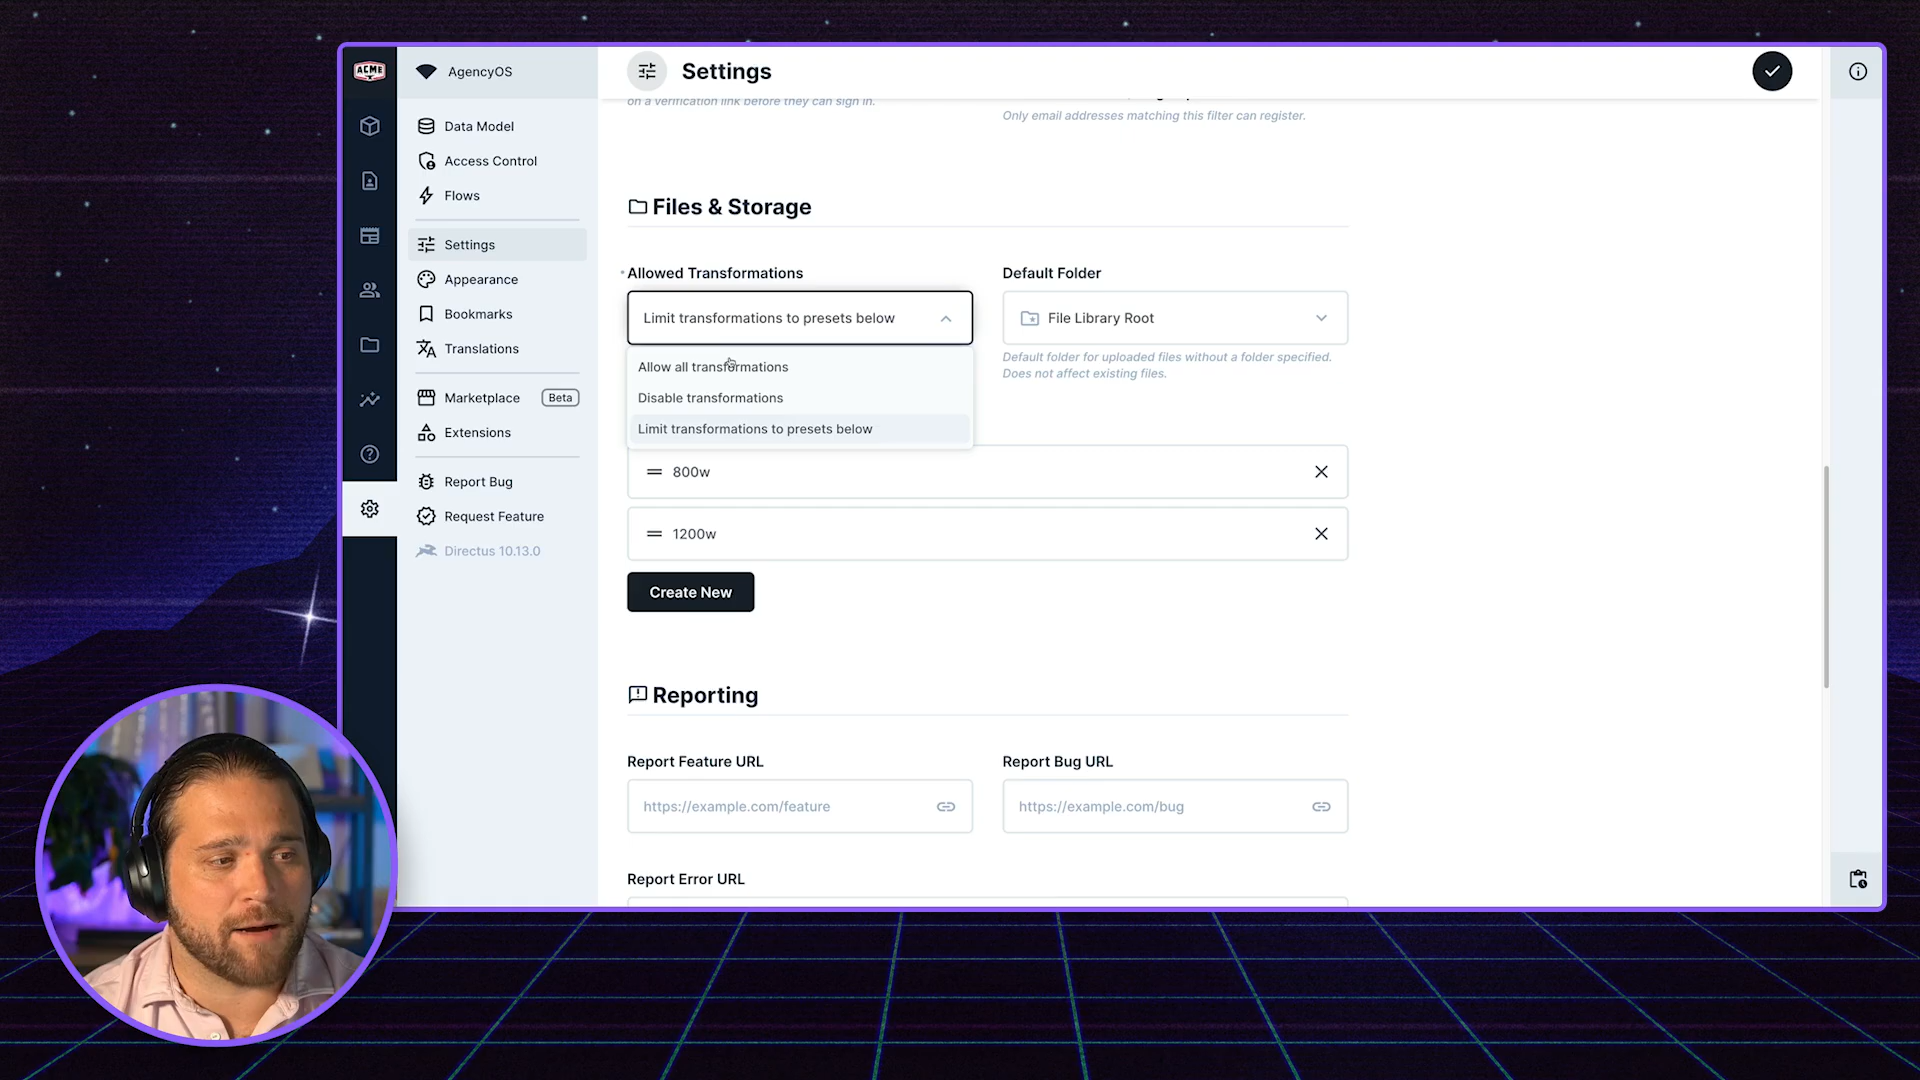 ACME
AgencyOS
Settings
on a verification link before they can sign in.
Only email addresses matching this filter can register.
Data Model
Access Control
Flows
Settings
Appearance
Bookmarks
Translations
Marketplace
Beta
Extensions
Report Bug
Request Feature
Directus 10.13.0
Files & Storage
* Allowed Transformations
Default Folder
Limit transformations to presets below
File Library Root
Allow all transformations
Disable transformations
Limit transformations to presets below
Default folder for uploaded files without a folder specified.
Does not affect existing files.
800w
1200w
Create New
Reporting
Report Feature URL
Report Bug URL
https://example.com/feature
https://example.com/bug
Report Error URL